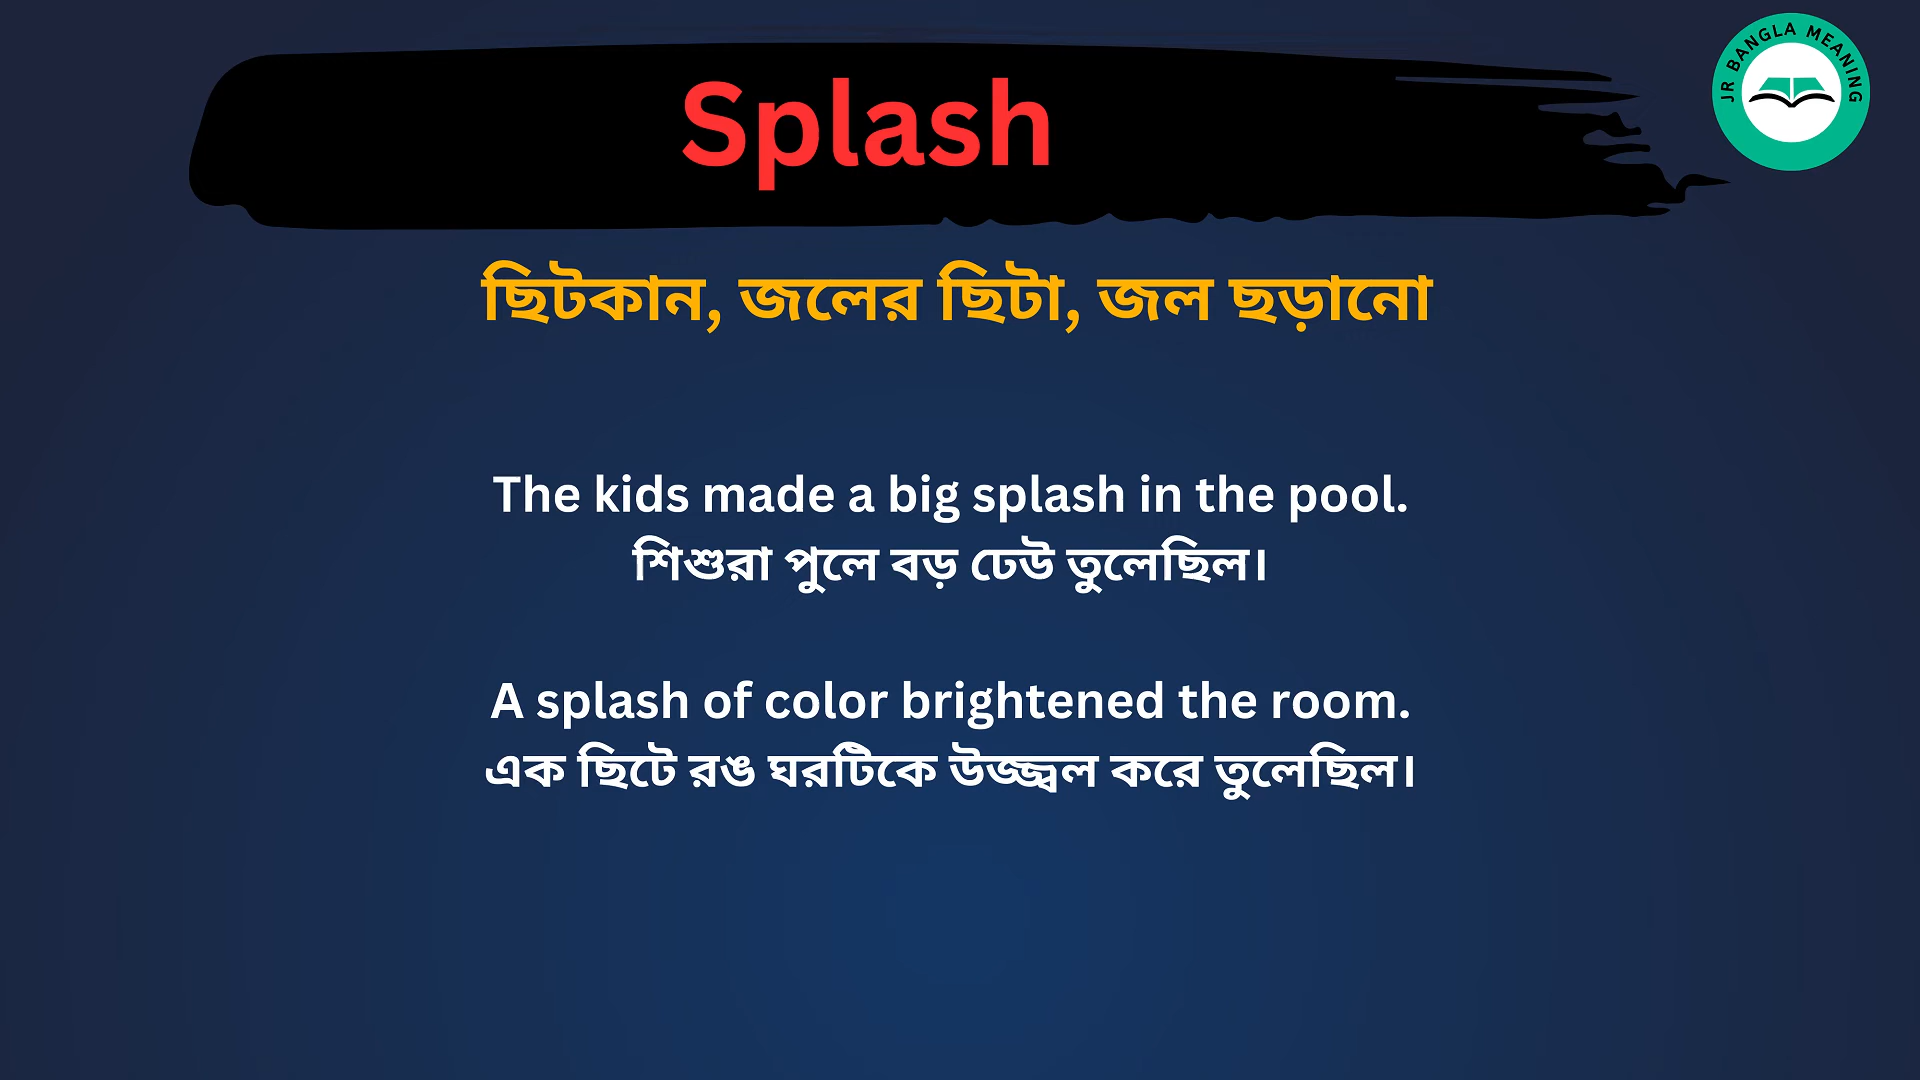 Splash
JR BANGLA MEANING
ছিটকান, জলের ছিটা, জল ছড়ানো
The kids made a big splash in the pool.
শিশুরা পুলে বড় ঢেউ তুলেছিল।
A splash of color brightened the room.
এক ছিটে রঙ ঘরটিকে উজ্জ্বল করে তুলেছিল।